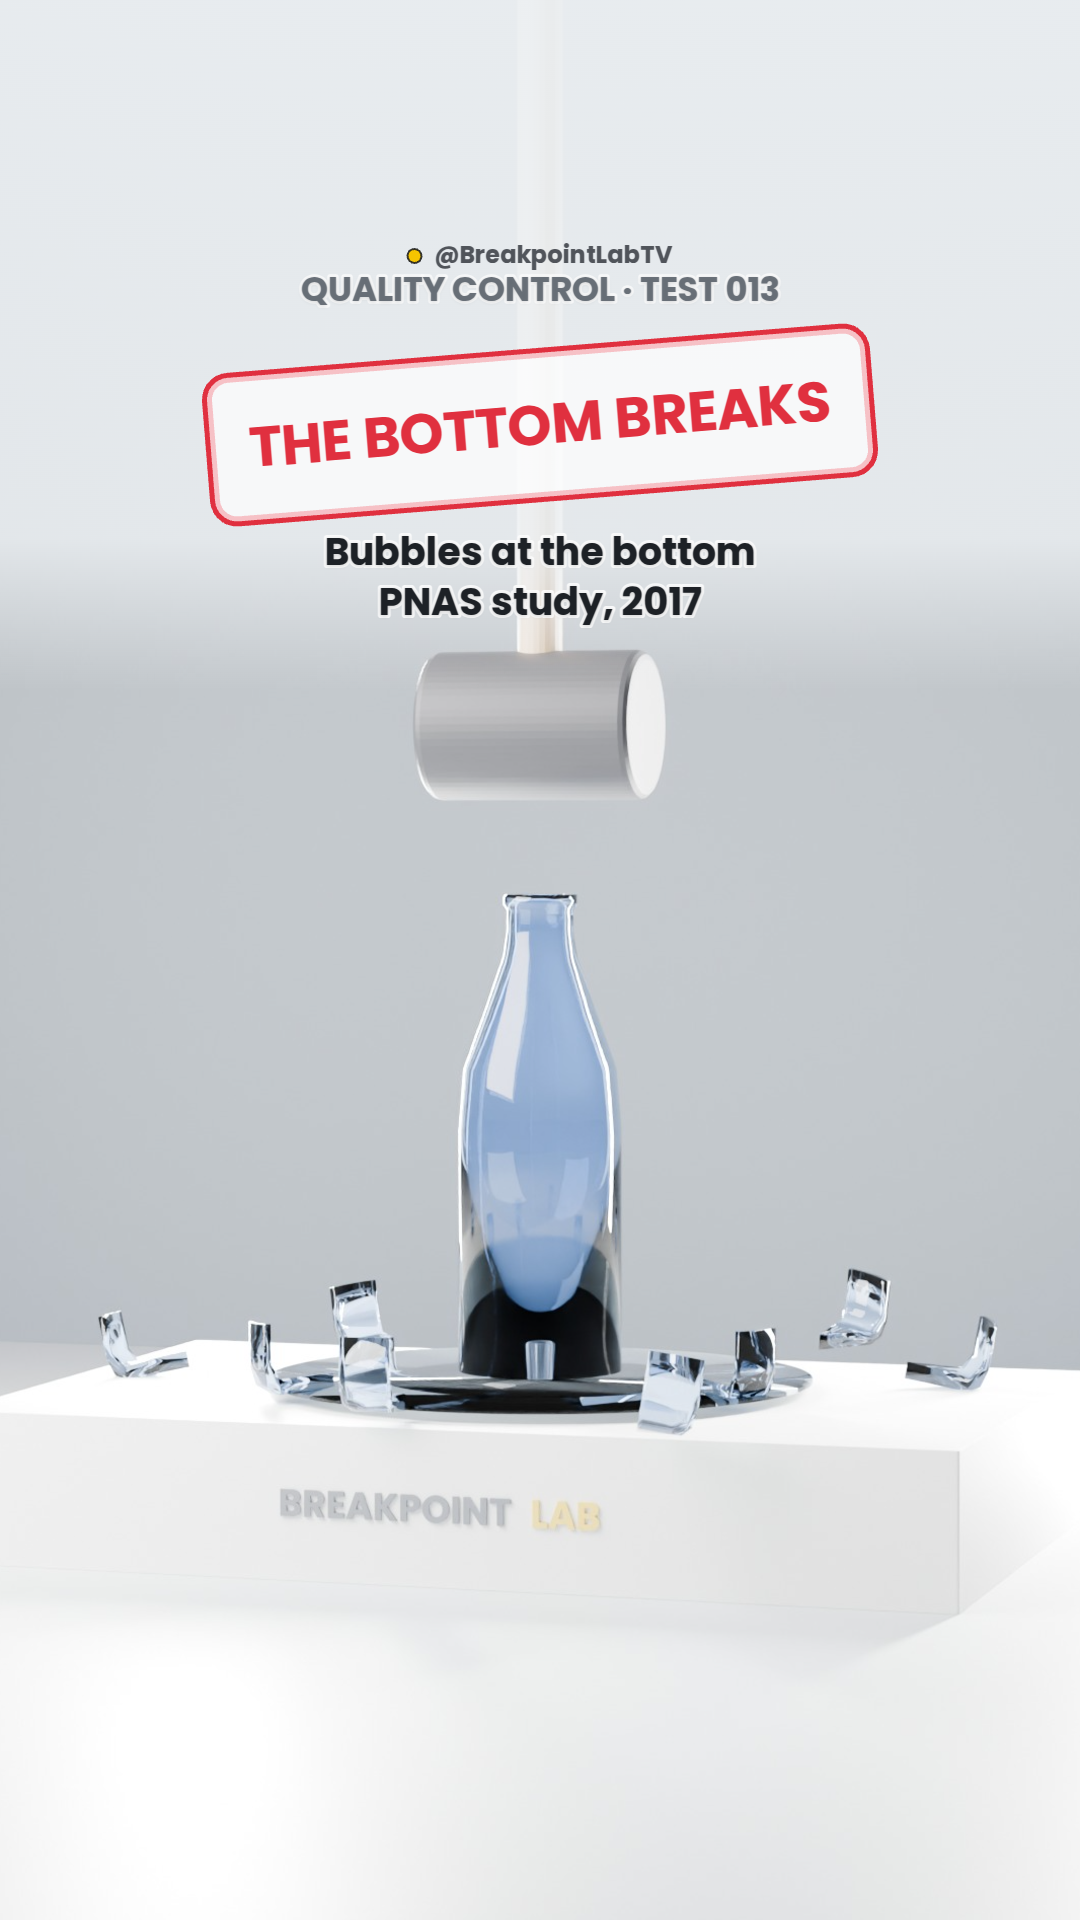 @BreakpointLabTV
QUALITY CONTROL · TEST 013
THE BOTTOM BREAKS
Bubbles at the bottom
PNAS study, 2017
BREAKPOINT LAB